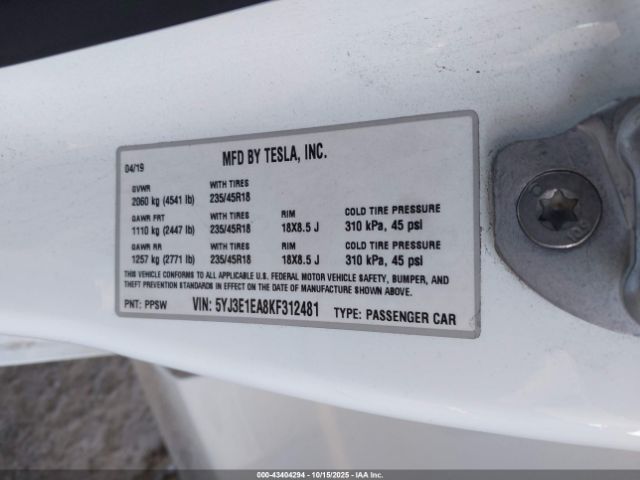 MFD BY TESLA, INC.
04/19
GVWR WITH TIRES
2060 kg (4541 lb) 235/45R18
GAWR FRT WITH TIRES RIM COLD TIRE PRESSURE
1110 kg (2447 lb) 235/45R18 18X8.5 J 310 kPa, 45 psi
GAWR RR WITH TIRES RIM COLD TIRE PRESSURE
1257 kg (2771 lb) 235/45R18 18X8.5 J 310 kPa, 45 psi
THIS VEHICLE CONFORMS TO ALL APPLICABLE U.S. FEDERAL MOTOR VEHICLE SAFETY, BUMPER, AND
THEFT PREVENTION STANDARDS IN EFFECT ON THE DATE OF MANUFACTURE SHOWN ABOVE.
PNT: PPSW VIN: 5YJ3E1EA8KF312481 TYPE: PASSENGER CAR
000-43404294 - 10/15/2025 - IAA Inc.